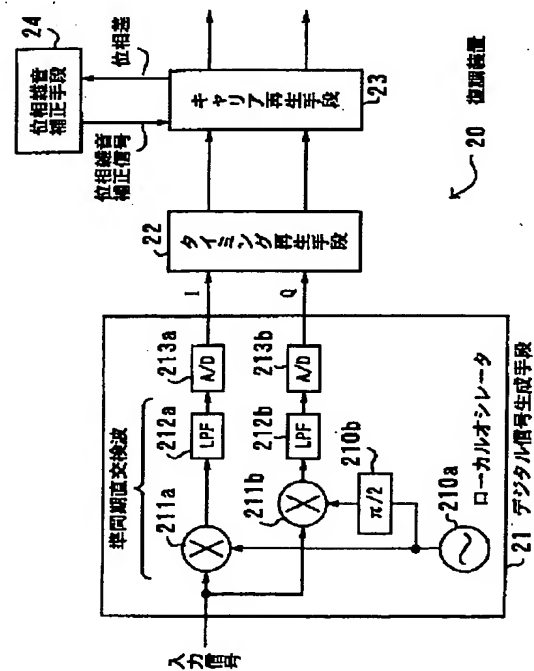 24
位相雑音
補正手段
位相差
位相雑音
補正信号
キャリア再生手段
23
20 復調装置
22
タイミング再生手段
I
Q
準同期直交検波
213a
A/D
212a
LPF
211a
213b
A/D
212b
LPF
211b
210b
π/2
ローカルオシレータ
210a
21 デジタル信号生成手段
入力
信号